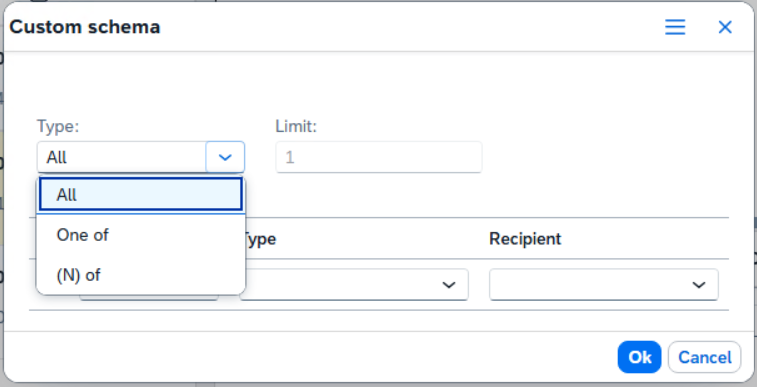 Custom schema
Type:
Limit:
All
1
All
One of
(N) of
Type
Recipient
Ok
Cancel